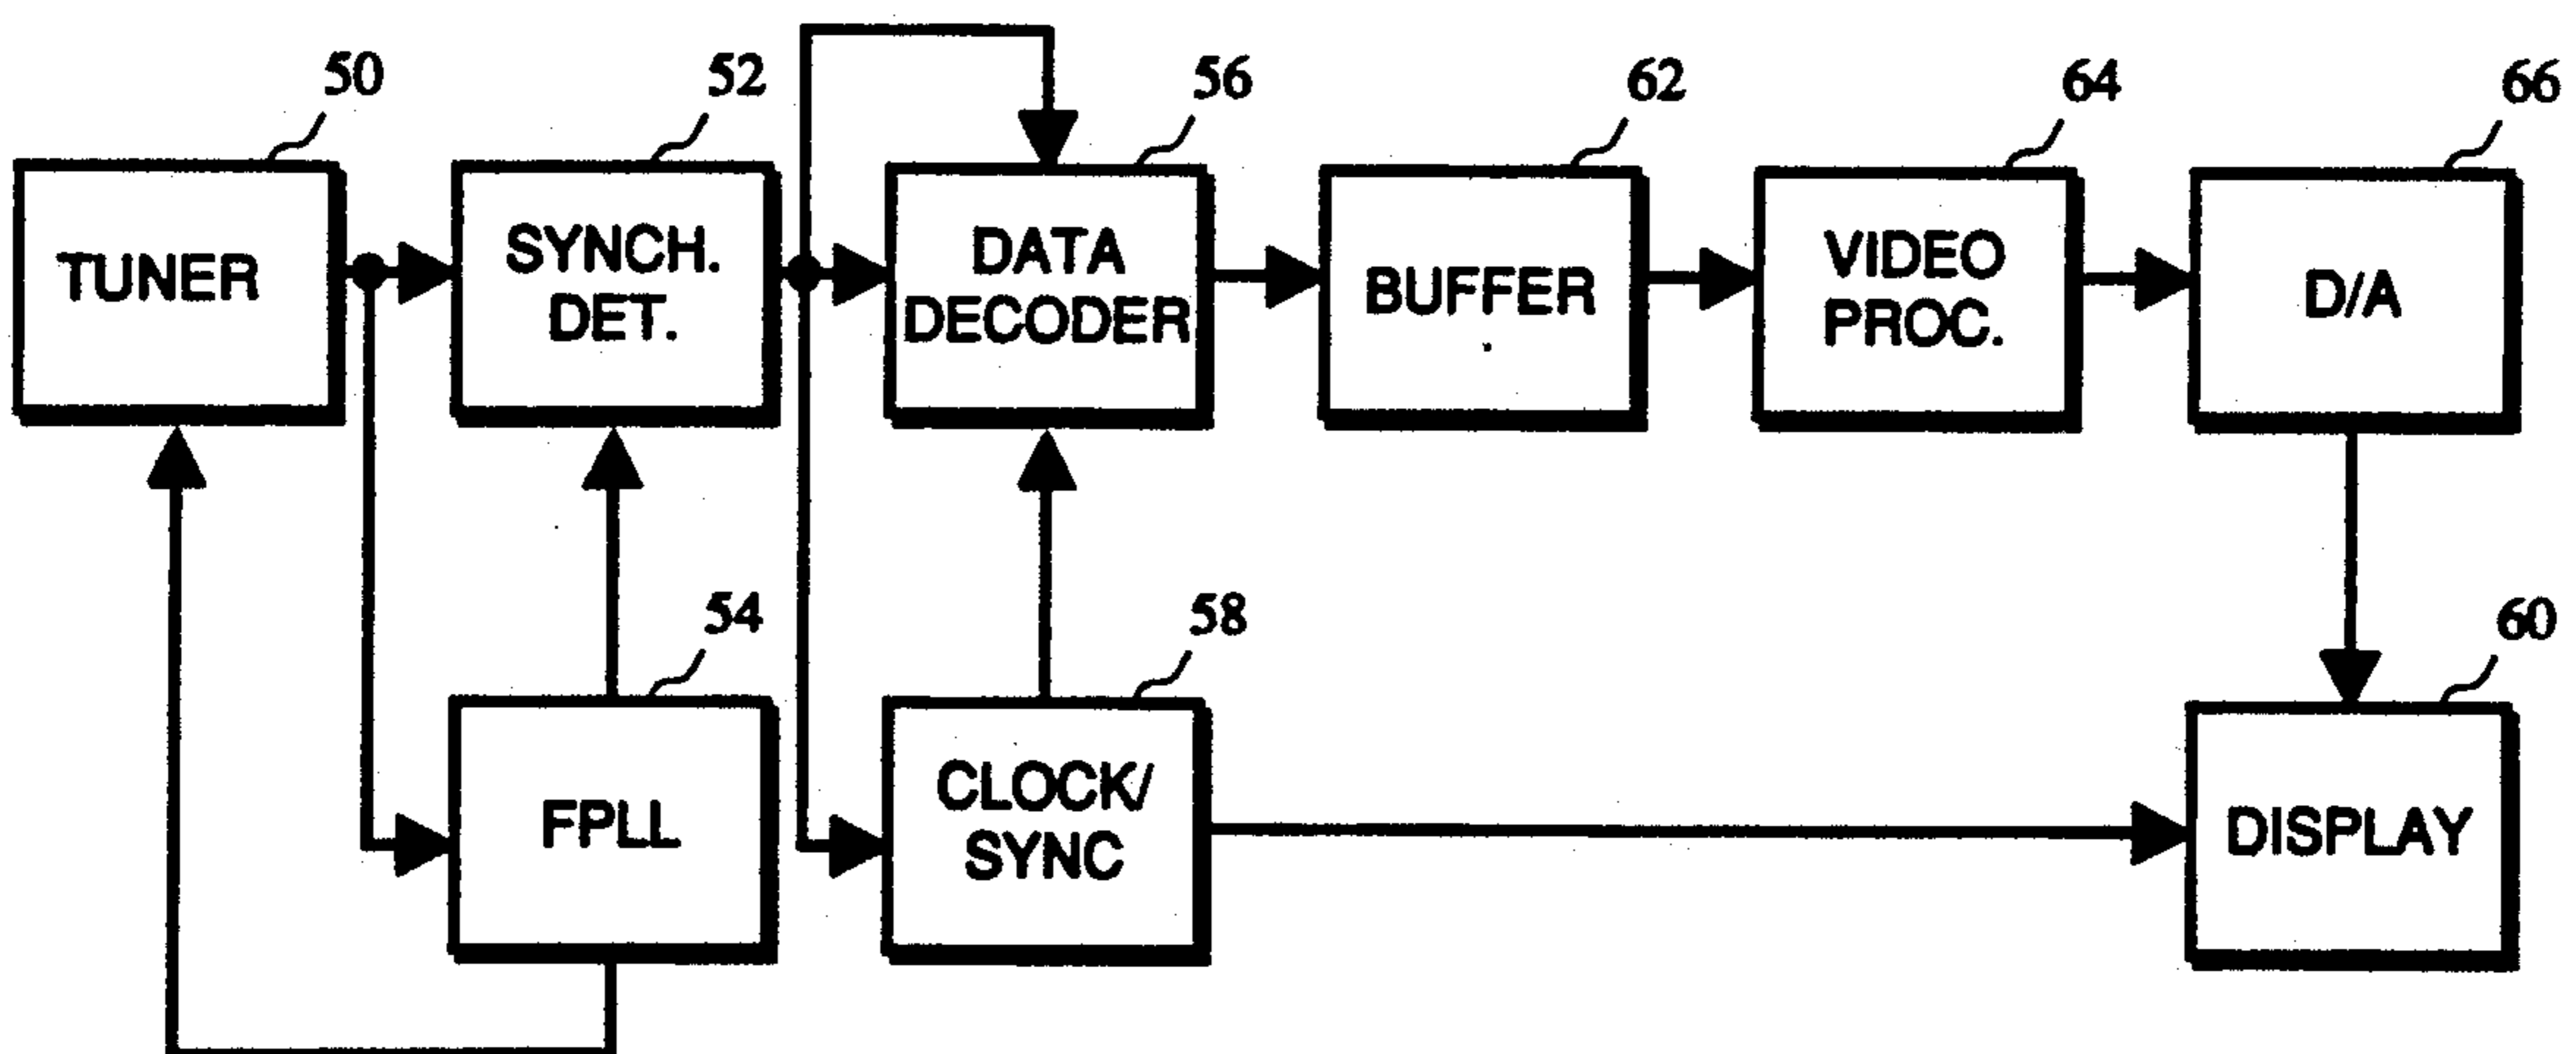 50
52
56
62
64
66
TUNER
SYNCH.
DET.
DATA
DECODER
BUFFER
VIDEO
PROC.
D/A
54
58
60
FPLL
CLOCK/
SYNC
DISPLAY